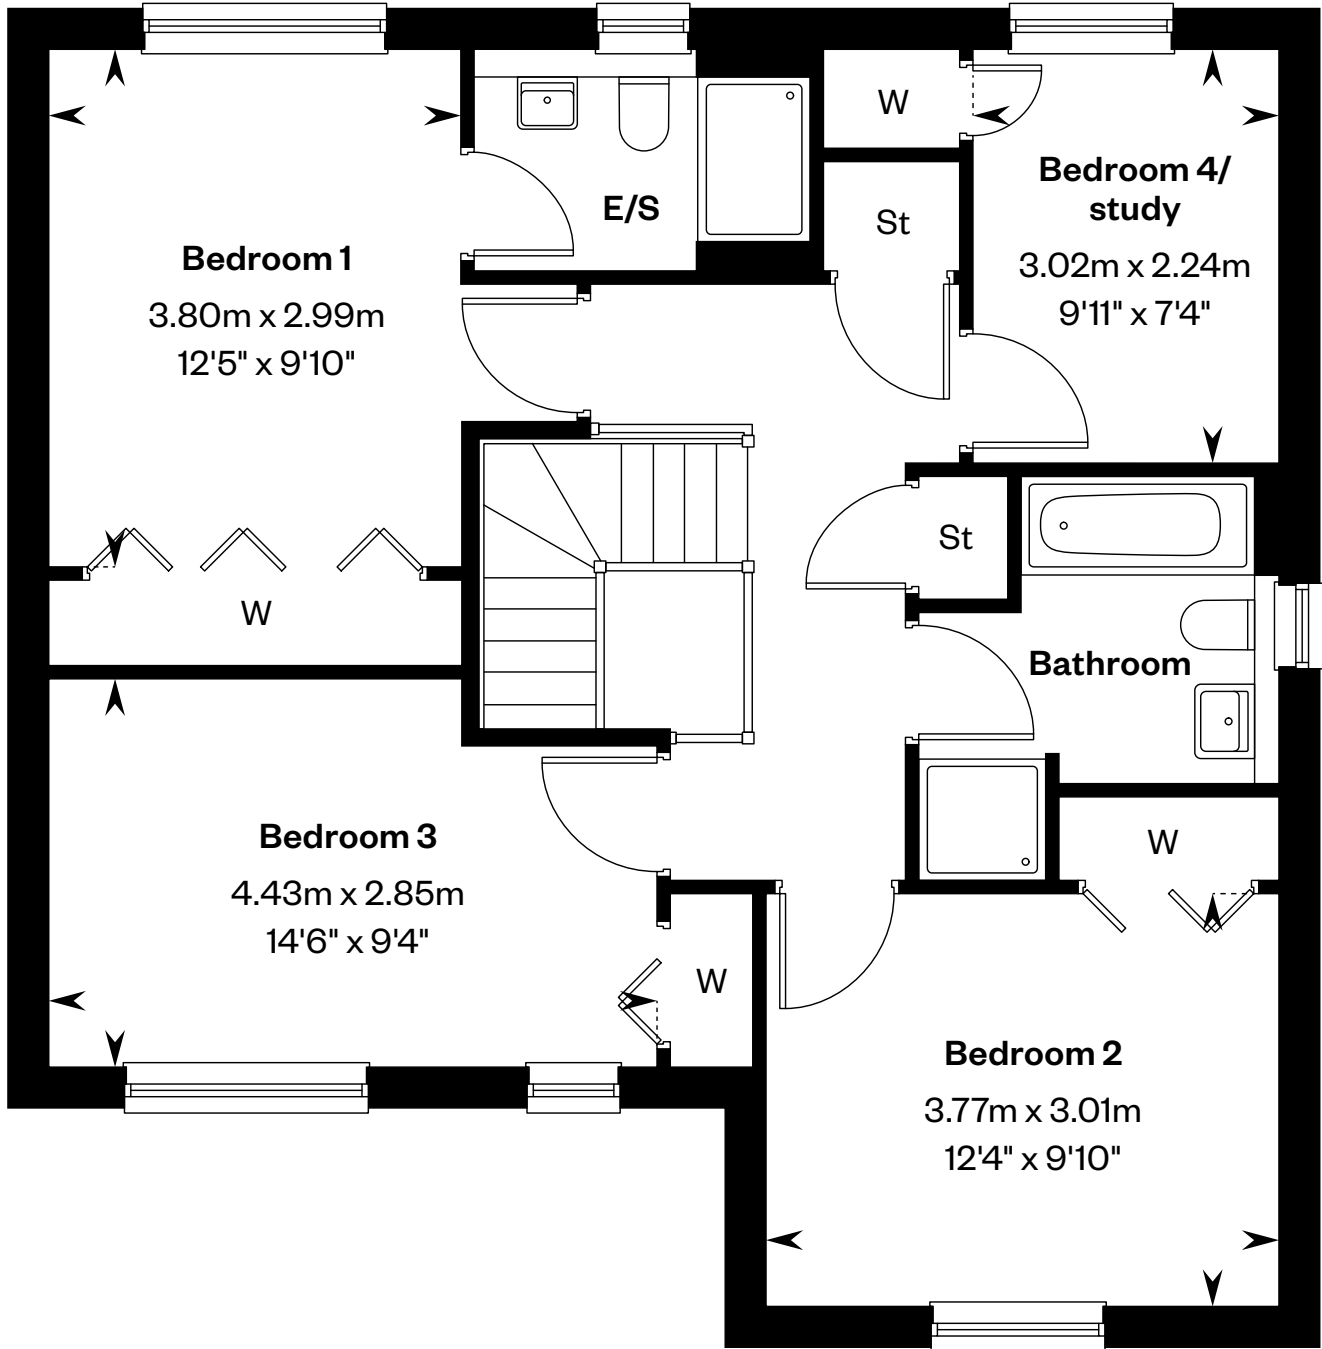 W
Bedroom 4/
study
3.02m x 2.24m
9'11" x 7'4"
E/S
St
Bedroom 1
3.80m x 2.99m
12'5" x 9'10"
St
W
Bathroom
Bedroom 3
4.43m x 2.85m
14'6" x 9'4"
W
W
Bedroom 2
3.77m x 3.01m
12'4" x 9'10"